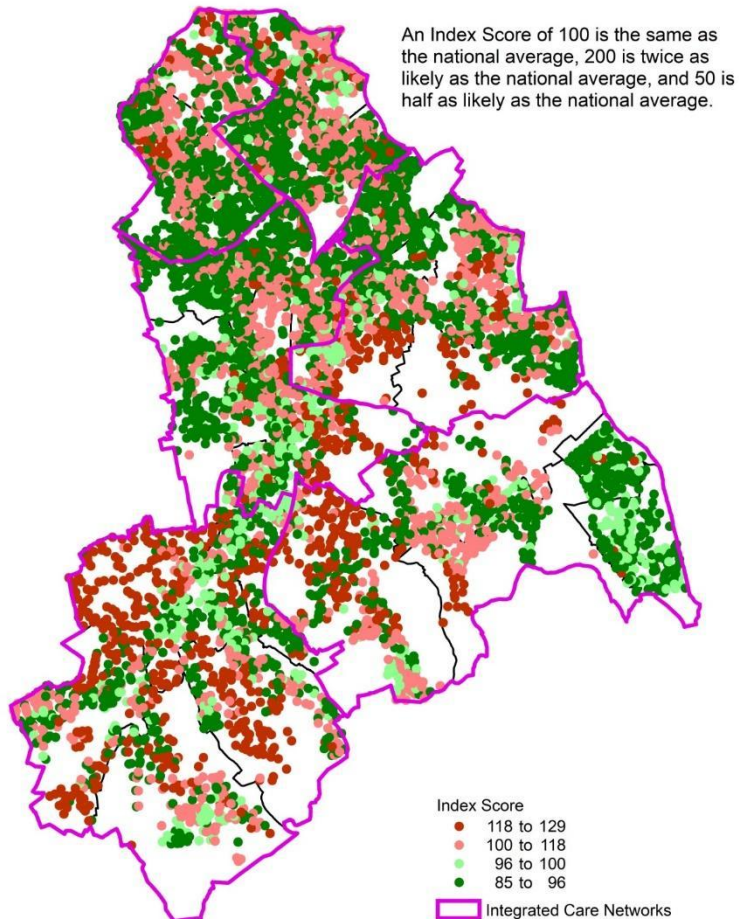 An Index Score of 100 is the same as
the national average, 200 is twice as
likely as the national average, and 50 is
half as likely as the national average.
Index Score
118 to 129
100 to 118
96 to 100
85 to 96
Integrated Care Networks